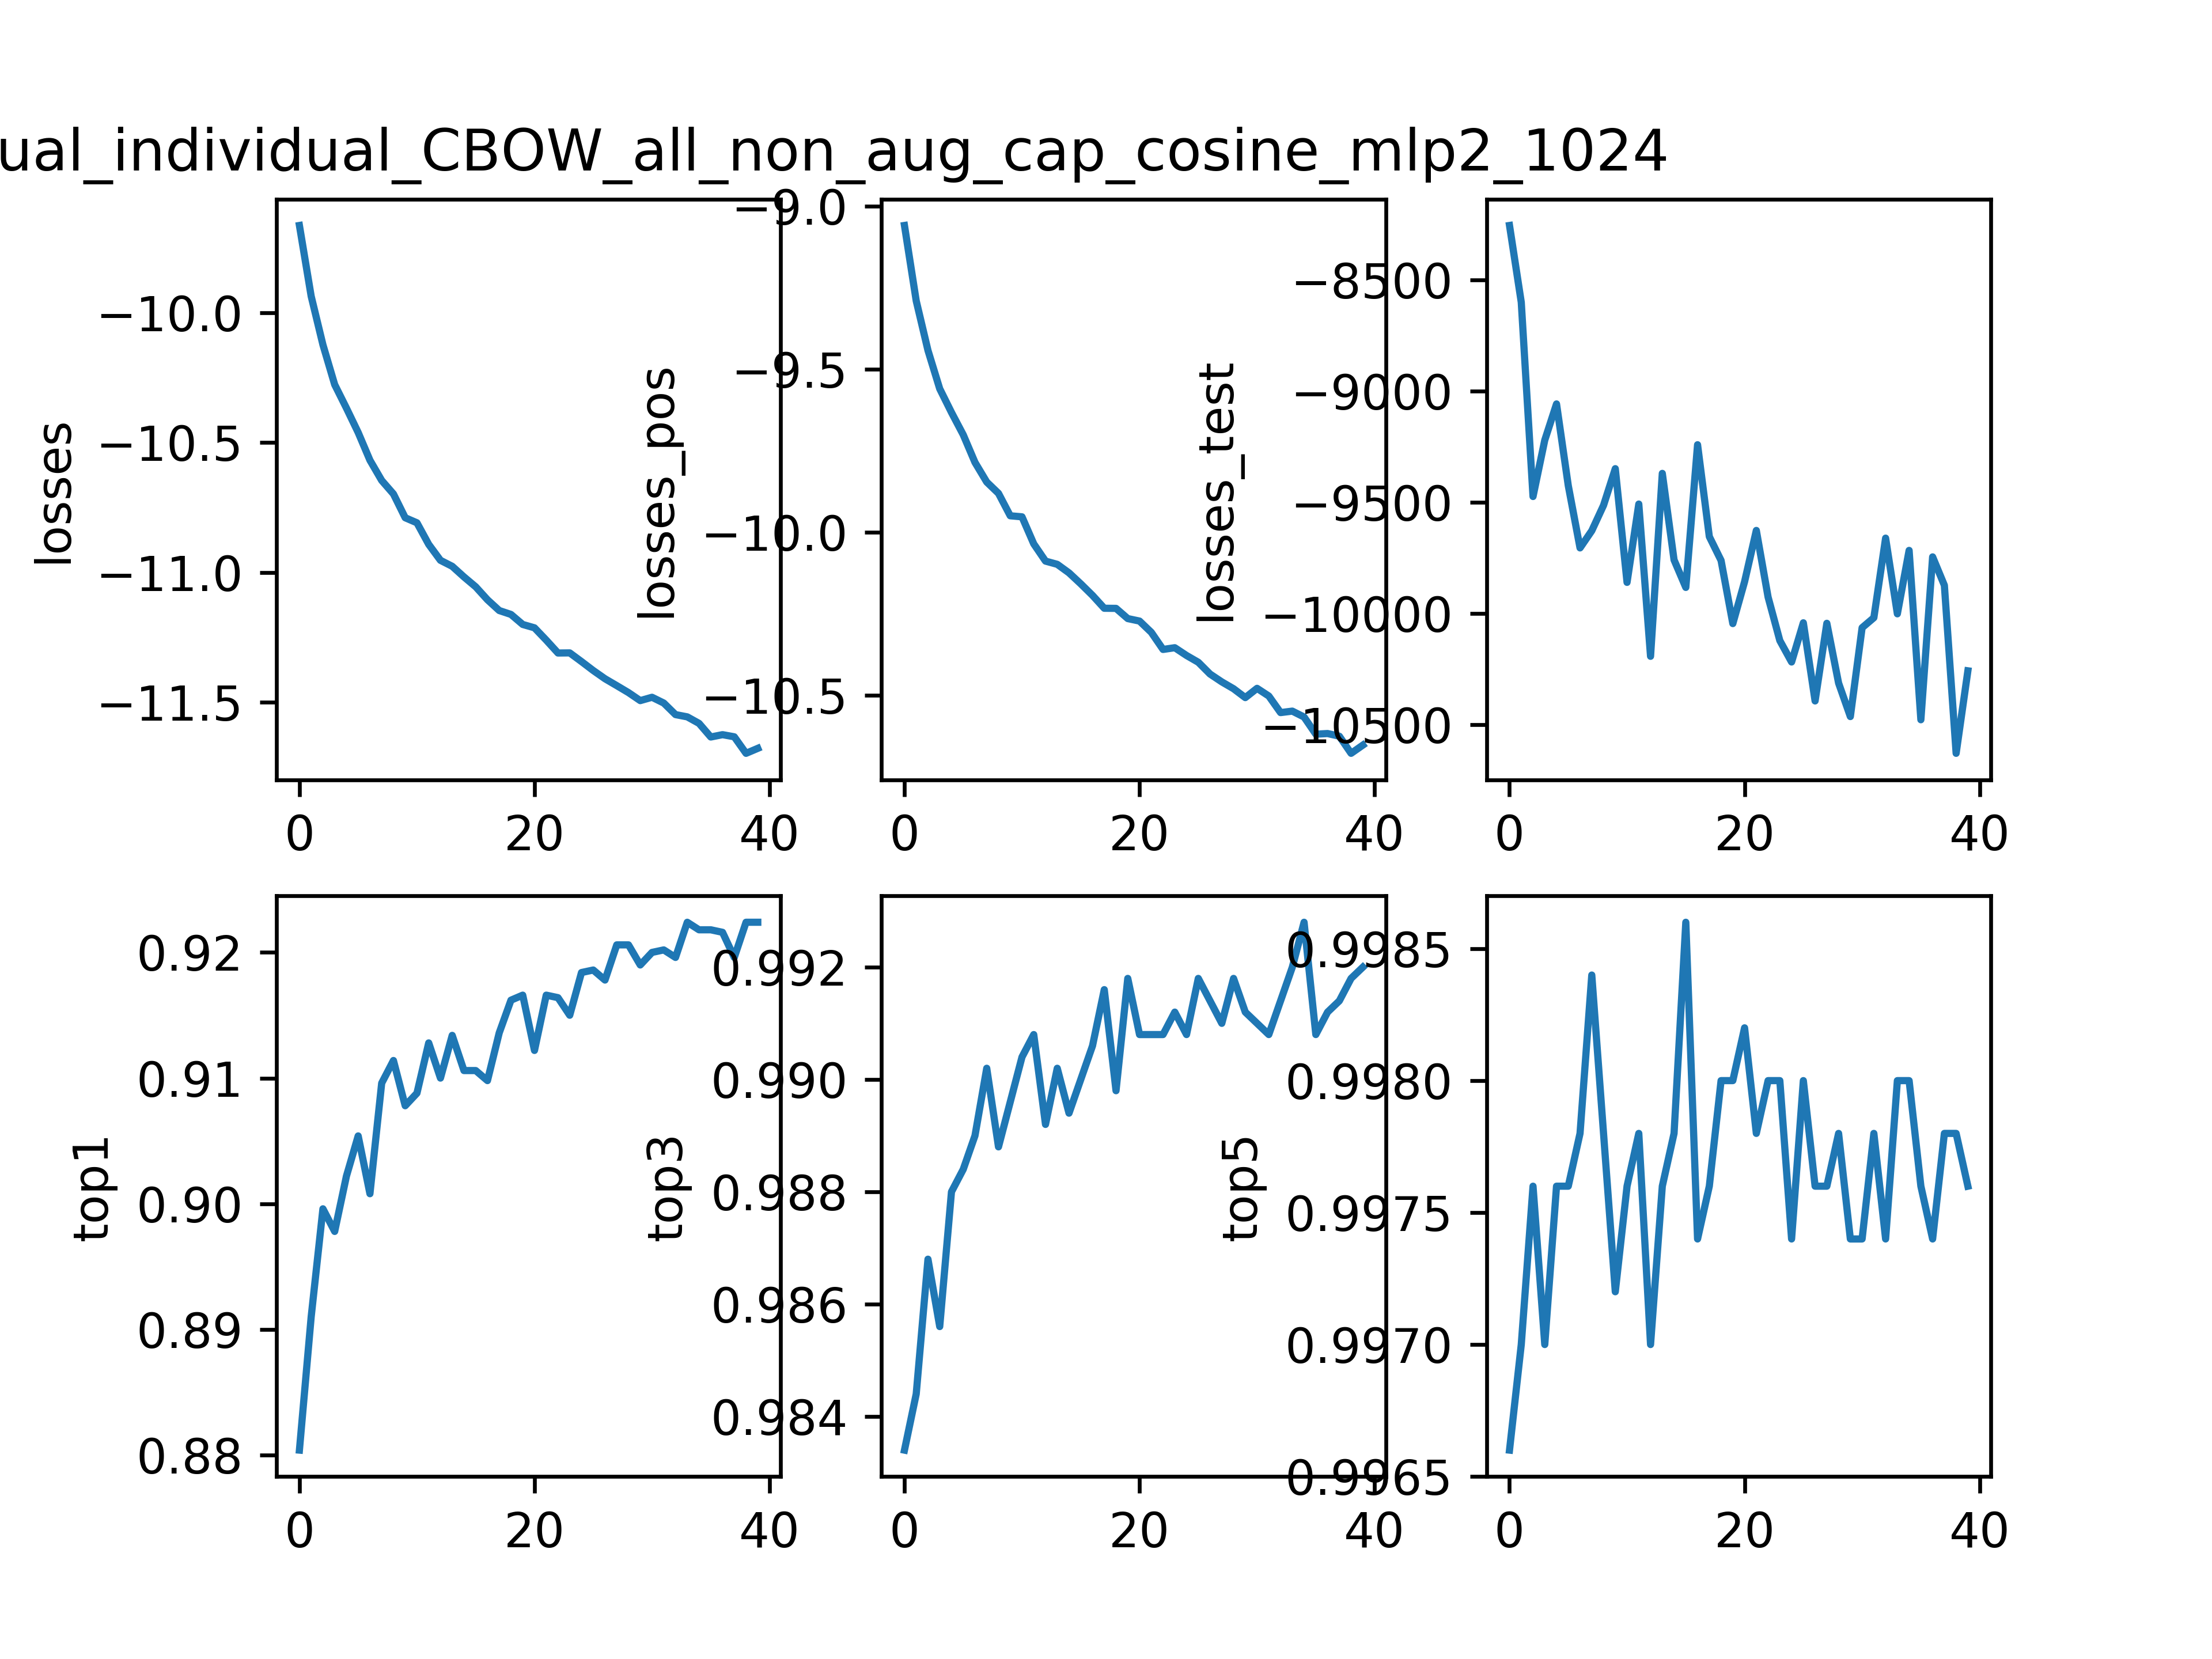 ual_individual_CBOW_all_non_aug_cap_cosine_mlp2_1024
losses
−10.0
−10.5
−11.0
−11.5
0 20 40
losses_pos
−9.0
−9.5
−10.0
−10.5
0 20 40
losses_test
−8500
−9000
−9500
−10000
−10500
0 20 40
top1
0.92
0.91
0.90
0.89
0.88
0 20 40
top3
0.992
0.990
0.988
0.986
0.984
0 20 40
top5
0.9985
0.9980
0.9975
0.9970
0.9965
0 20 40